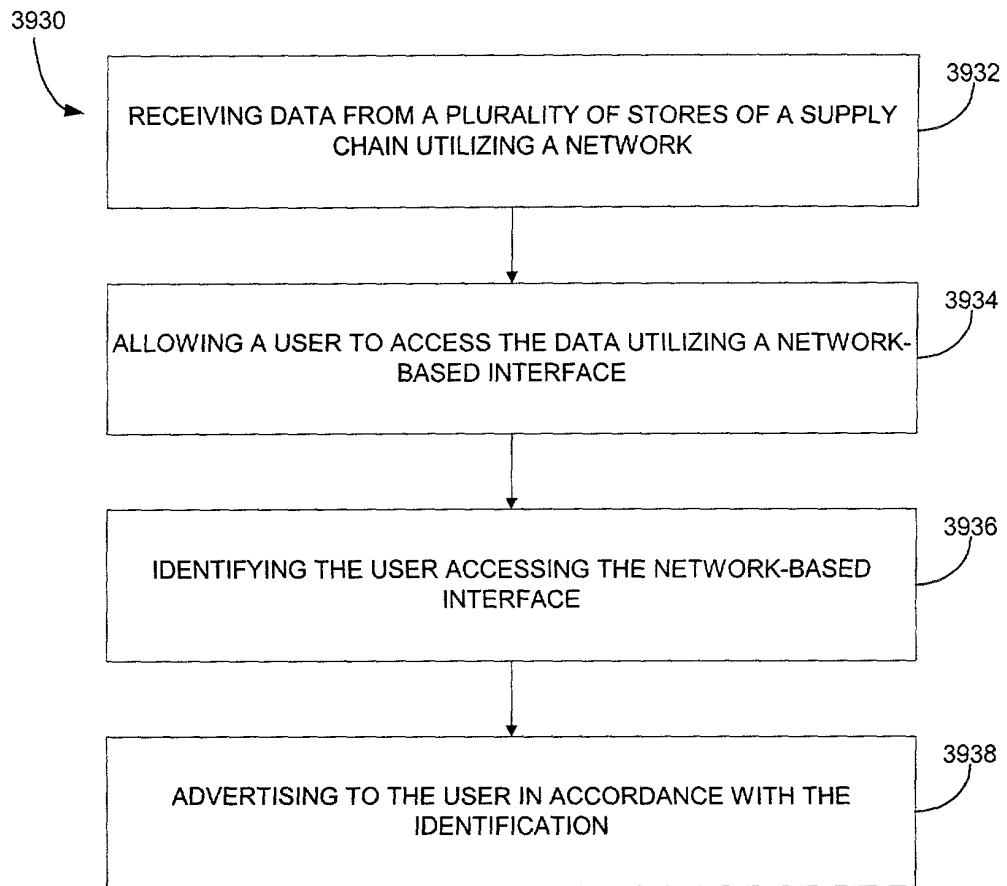 3930
3932
RECEIVING DATA FROM A PLURALITY OF STORES OF A SUPPLY
CHAIN UTILIZING A NETWORK
3934
ALLOWING A USER TO ACCESS THE DATA UTILIZING A NETWORK-
BASED INTERFACE
3936
IDENTIFYING THE USER ACCESSING THE NETWORK-BASED
INTERFACE
3938
ADVERTISING TO THE USER IN ACCORDANCE WITH THE
IDENTIFICATION